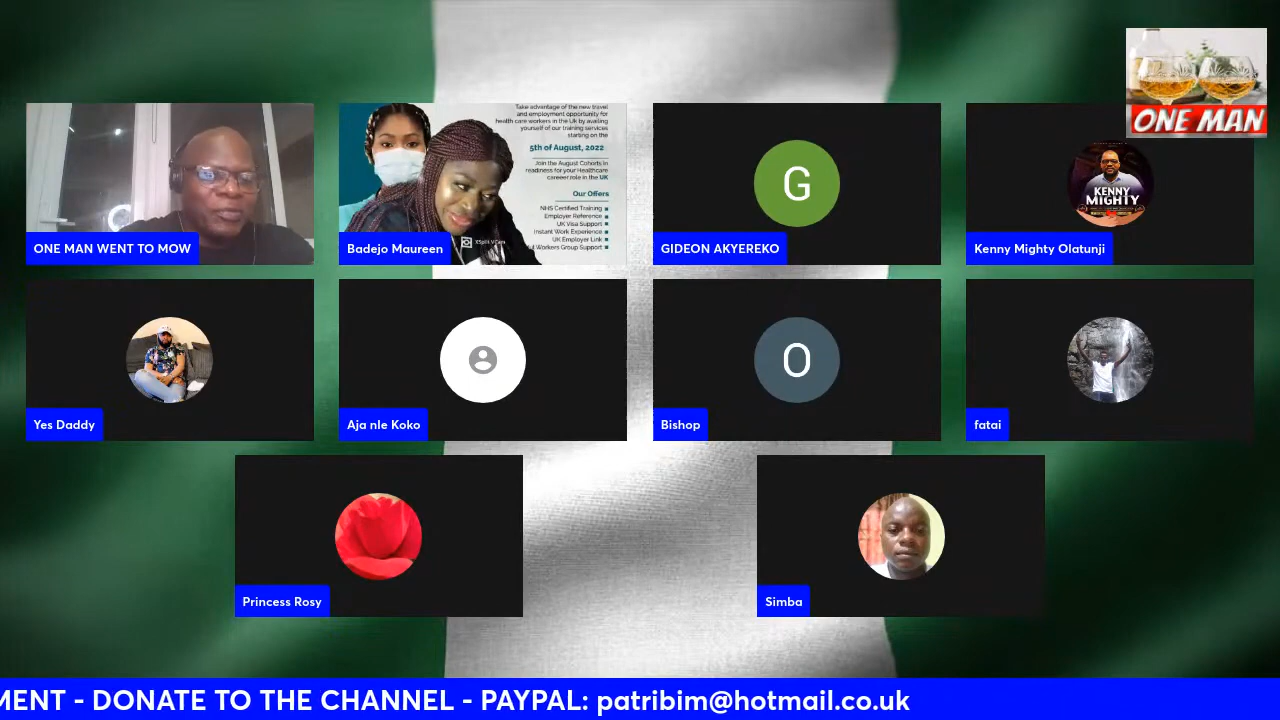 ONE MAN
Take advantage of the new travel
and employment opportunity for
health care workers in the Uk by availing
yourself of our training services
starting on the
5th of August, 2022
Join the August Cohorts in
readiness for your Healthcare
careeer role in the UK
Our Offers
NHS Certified Training
Employer Reference
UK Visa Support
Instant Work Experience
UK Employer Link
Workers Group Support
XSplit VCam
KENNY
MIGHTY
ONE MAN WENT TO MOW
Badejo Maureen
G
GIDEON AKYEREKO
Kenny Mighty Olatunji
Yes Daddy
Aja nle Koko
O
Bishop
fatai
Princess Rosy
Simba
MENT - DONATE TO THE CHANNEL - PAYPAL: patribim@hotmail.co.uk